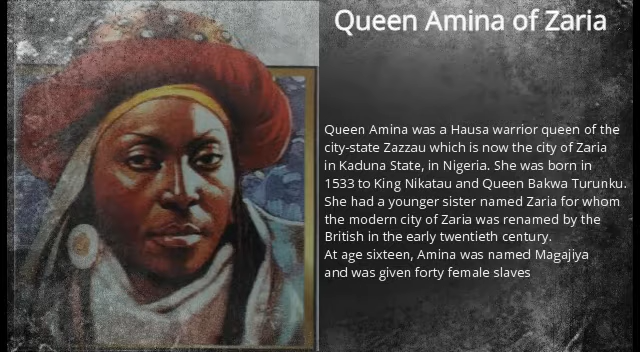 Queen Amina of Zaria
Queen Amina was a Hausa warrior queen of the
city-state Zazzau which is now the city of Zaria
in Kaduna State, in Nigeria. She was born in
1533 to King Nikatau and Queen Bakwa Turunku.
She had a younger sister named Zaria for whom
the modern city of Zaria was renamed by the
British in the early twentieth century.
At age sixteen, Amina was named Magajiya
and was given forty female slaves